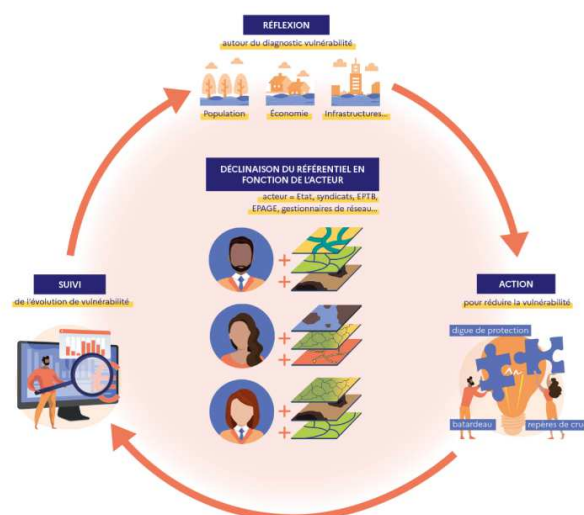 RÉFLEXION
autour du diagnostic vulnérabilité
Population
Économie
Infrastructures...
DÉCLINAISON DU RÉFÉRENTIEL EN
FONCTION DE L'ACTEUR
acteur = Etat, syndicats, EPTB,
EPAGE, gestionnaires de réseau...
SUIVI
de l'évolution de vulnérabilité
ACTION
pour réduire la vulnérabilité
digue de protection
batardeau
repères de cru